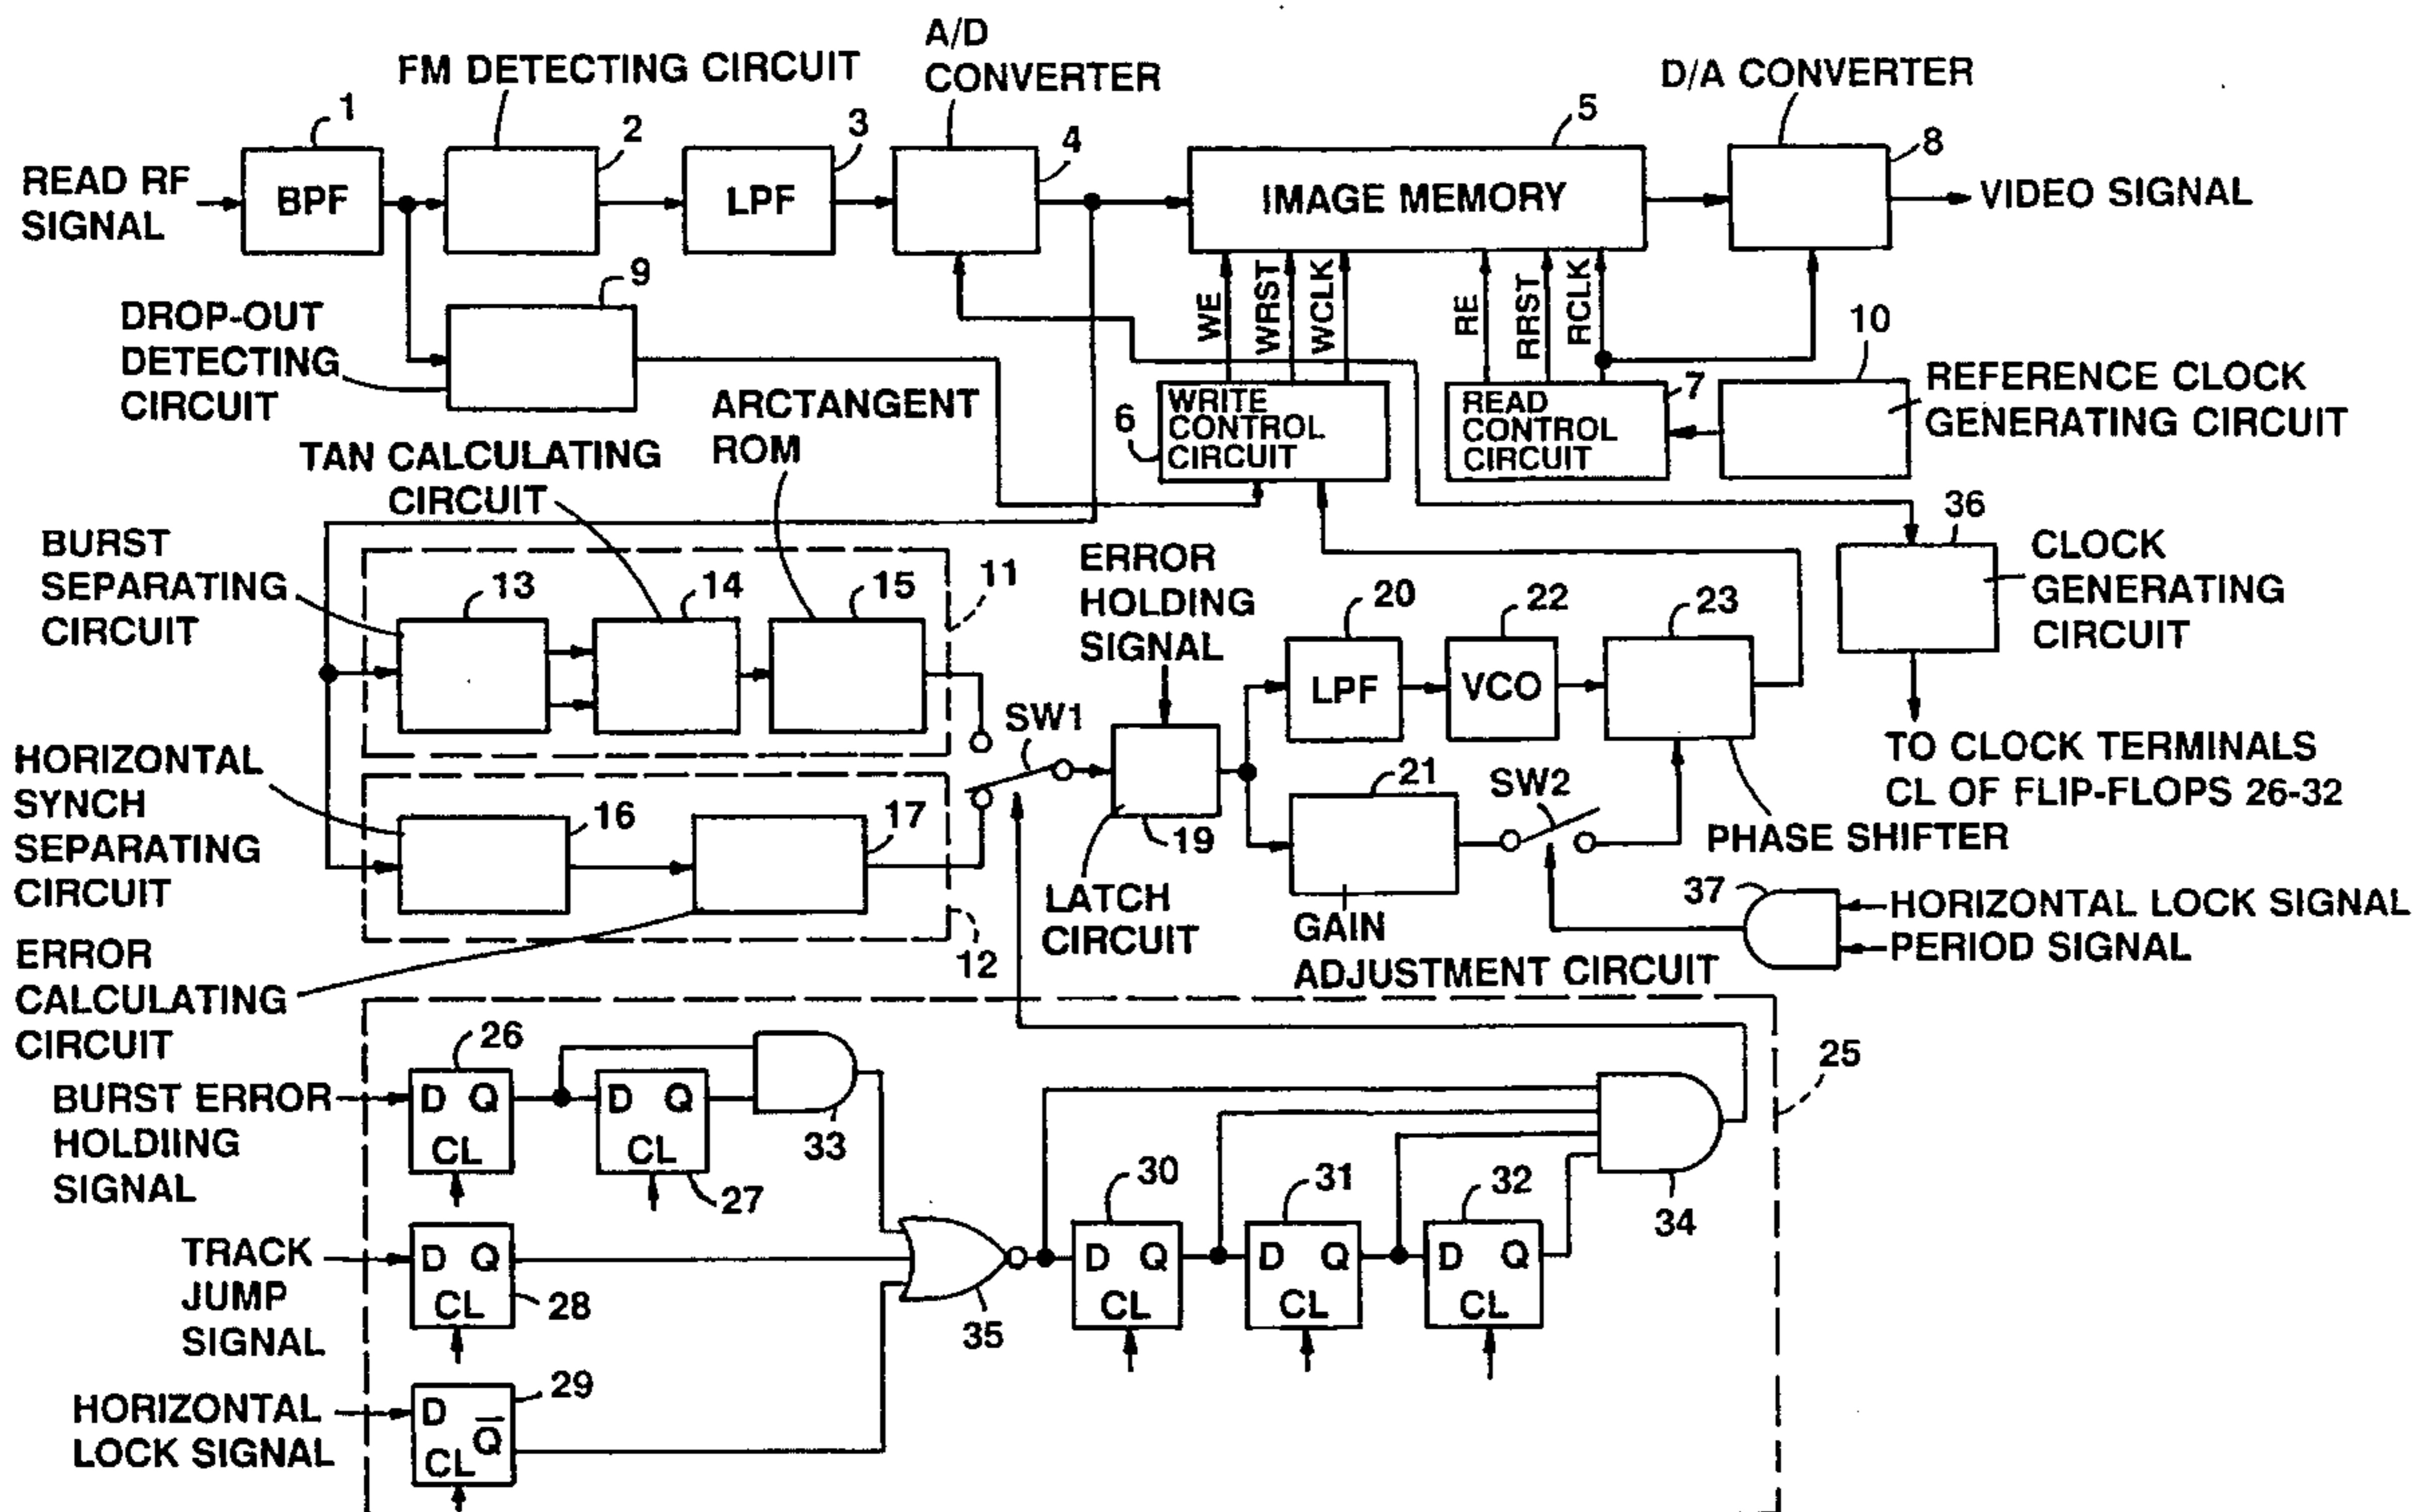 A/D
CONVERTER
FM DETECTING CIRCUIT
D/A CONVERTER
1
2
3
4
5
8
READ RF
SIGNAL
BPF
LPF
IMAGE MEMORY
VIDEO SIGNAL
9
DROP-OUT
DETECTING
CIRCUIT
WE
WRST
WCLK
RE
RRST
RCLK
10
REFERENCE CLOCK
GENERATING CIRCUIT
6
WRITE
CONTROL
CIRCUIT
READ
CONTROL
CIRCUIT
7
ARCTANGENT
ROM
TAN CALCULATING
CIRCUIT
36
CLOCK
GENERATING
CIRCUIT
BURST
SEPARATING
CIRCUIT
13
14
15
11
ERROR
HOLDING
SIGNAL
20
22
23
LPF
VCO
SW1
TO CLOCK TERMINALS
CL OF FLIP-FLOPS 26-32
HORIZONTAL
SYNCH
SEPARATING
CIRCUIT
16
17
12
19
LATCH
CIRCUIT
21
SW2
PHASE SHIFTER
GAIN
ADJUSTMENT CIRCUIT
37
HORIZONTAL LOCK SIGNAL
PERIOD SIGNAL
ERROR
CALCULATING
CIRCUIT
25
26
BURST ERROR
HOLDIING
SIGNAL
D Q
CL
D Q
CL
27
33
34
TRACK
JUMP
SIGNAL
D Q
CL
28
35
30
D Q
CL
31
D Q
CL
32
D Q
CL
HORIZONTAL
LOCK SIGNAL
29
D
Q̅
CL